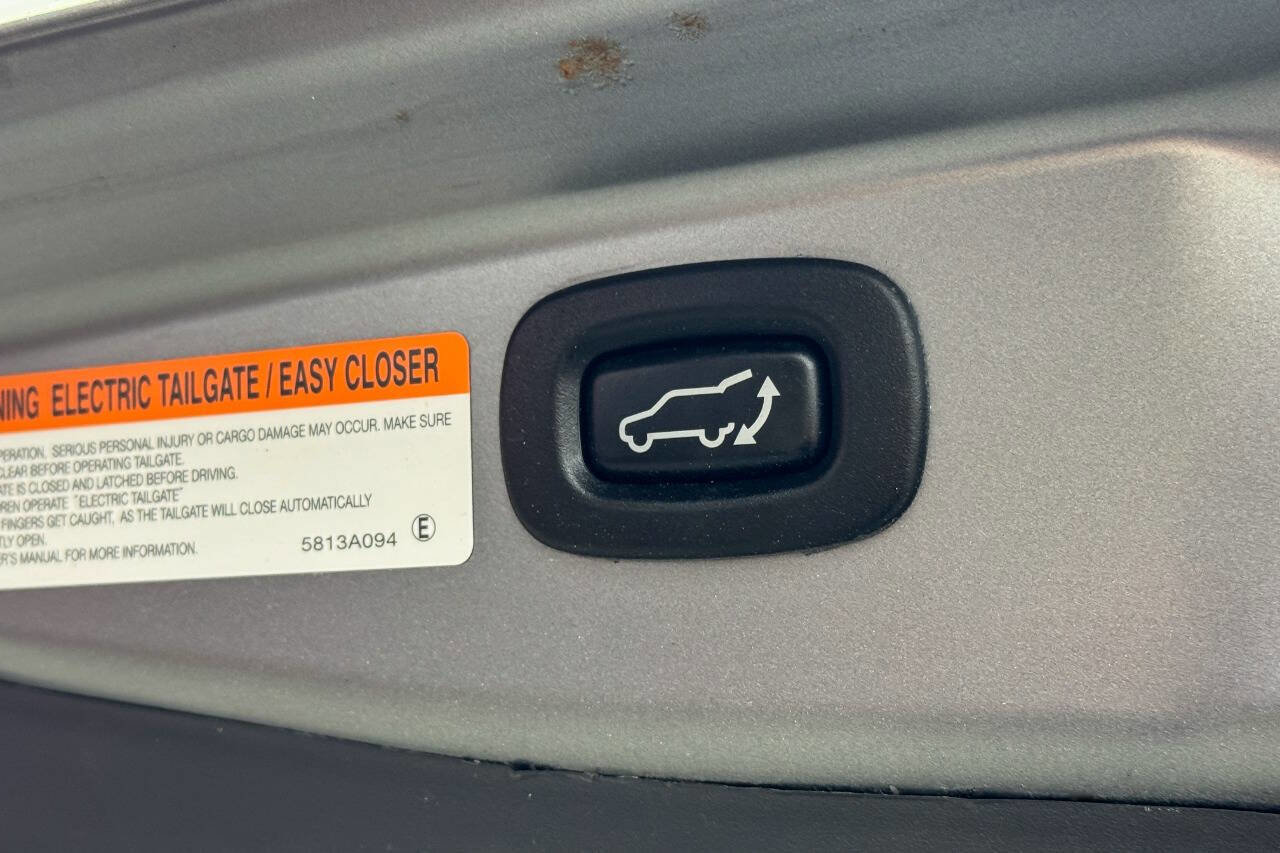 NING ELECTRIC TAILGATE / EASY CLOSER
PERATION, SERIOUS PERSONAL INJURY OR CARGO DAMAGE MAY OCCUR. MAKE SURE
CLEAR BEFORE OPERATING TAILGATE.
ATE IS CLOSED AND LATCHED BEFORE DRIVING.
DREN OPERATE "ELECTRIC TAILGATE"
FINGERS GET CAUGHT, AS THE TAILGATE WILL CLOSE AUTOMATICALLY
TLY OPEN.
ER'S MANUAL FOR MORE INFORMATION.
5813A094 E